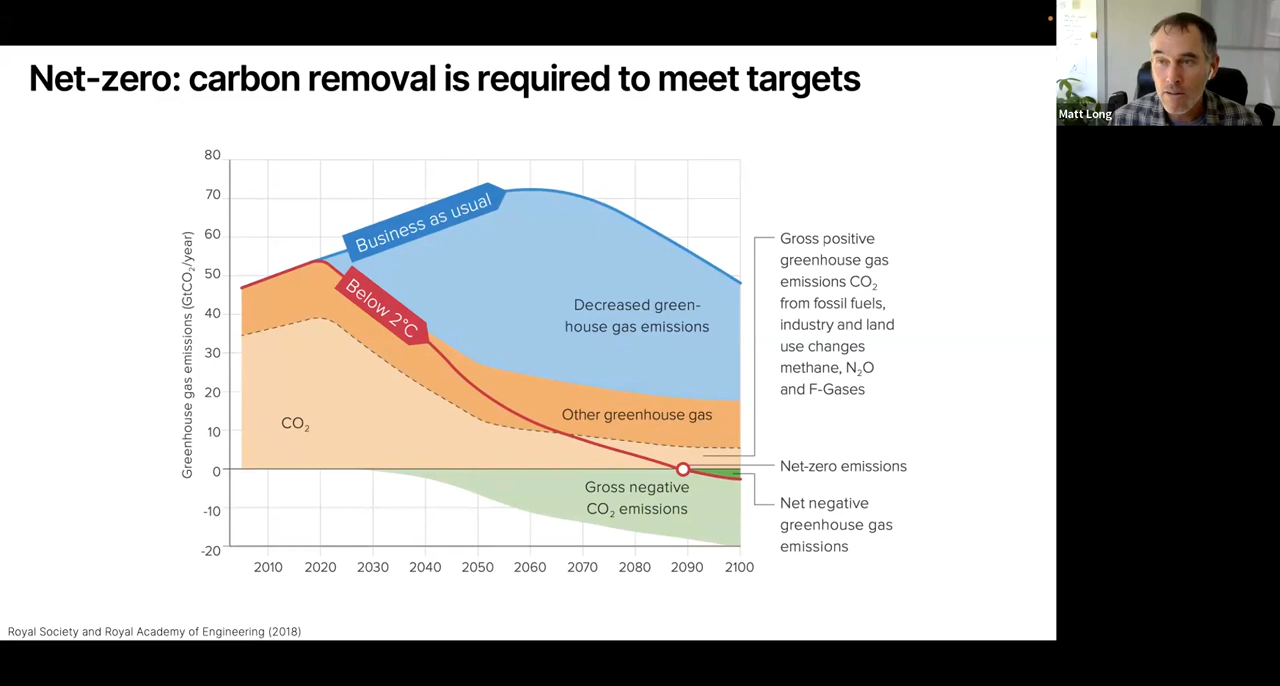 Net-zero: carbon removal is required to meet targets
Matt Long
Greenhouse gas emissions (GtCO₂/year)
80
70
60
50
40
30
20
10
0
-10
-20
Business as usual
Below 2°C
Decreased green-
house gas emissions
Other greenhouse gas
CO₂
Gross negative
CO₂ emissions
Gross positive
greenhouse gas
emissions CO₂
from fossil fuels,
industry and land
use changes
methane, N₂O
and F-Gases
Net-zero emissions
Net negative
greenhouse gas
emissions
2010 2020 2030 2040 2050 2060 2070 2080 2090 2100
Royal Society and Royal Academy of Engineering (2018)